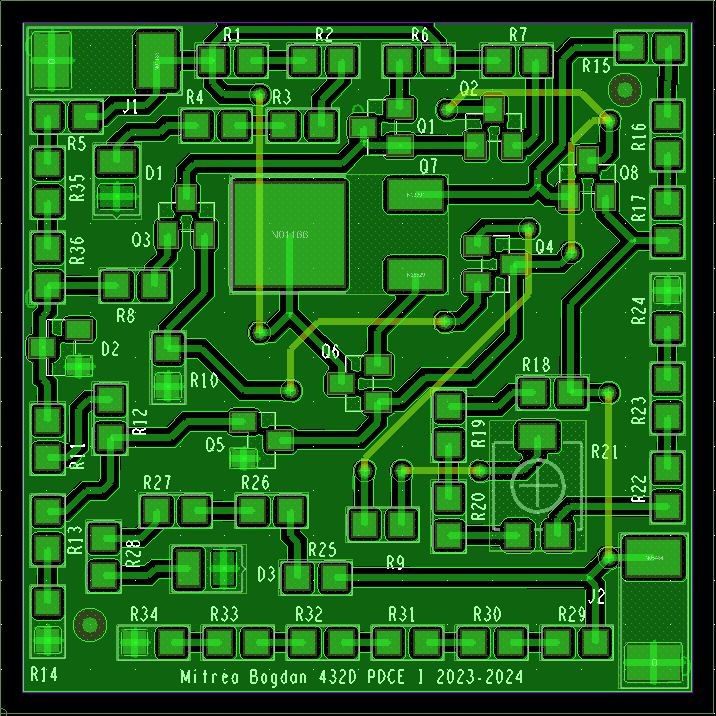 R1
R2
R6
R7
R15
J1
R4
R3
Q2
Q1
R16
R5
D1
R35
Q7
Q8
R17
Q3
N01188
R36
Q4
R8
R24
D2
Q6
R10
R18
R11
R12
Q5
R19
R23
R21
R20
R22
R27
R26
R13
R28
R25
D3
R9
J2
R34
R33
R32
R31
R30
R29
R14
Mitrea Bogdan 432D PDCE 1 2023-2024